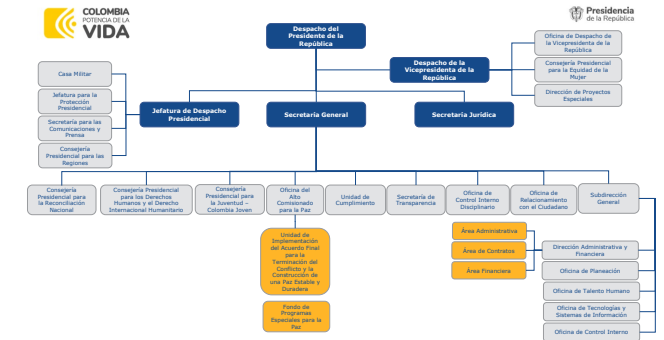 COLOMBIA
POTENCIA DE LA
VIDA
Presidencia
de la República
Despacho del
Presidente de la
República
Despacho de la
Vicepresidenta de la
República
Oficina de Despacho de
la Vicepresidenta de la
República
Consejería Presidencial
para la Equidad de la
Mujer
Dirección de Proyectos
Especiales
Casa Militar
Jefatura para la
Protección
Presidencial
Secretaría para las
Comunicaciones y
Prensa
Consejería
Presidencial para las
Regiones
Jefatura de Despacho
Presidencial
Secretaría General
Secretaría Jurídica
Consejería
Presidencial para
la Reconciliación
Nacional
Consejería Presidencial
para los Derechos
Humanos y el Derecho
Internacional Humanitario
Consejería
Presidencial para
la Juventud –
Colombia Joven
Oficina del
Alto
Comisionado
para la Paz
Unidad de
Cumplimiento
Secretaría de
Transparencia
Oficina de
Control Interno
Disciplinario
Oficina de
Relacionamiento
con el Ciudadano
Subdirección
General
Unidad de
Implementación
del Acuerdo Final
para la
Terminación del
Conflicto y la
Construcción de
una Paz Estable y
Duradera
Fondo de
Programas
Especiales para la
Paz
Área Administrativa
Área de Contratos
Área Financiera
Dirección Administrativa y
Financiera
Oficina de Planeación
Oficina de Talento Humano
Oficina de Tecnologías y
Sistemas de Información
Oficina de Control Interno